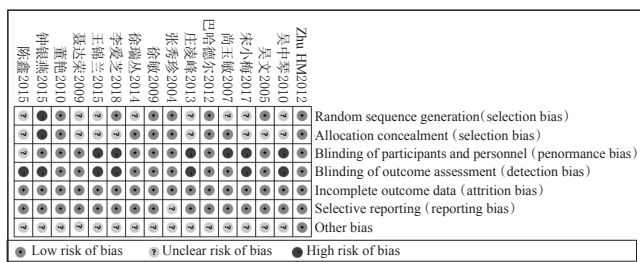 陈鑫2015
钟银燕2015
董艳2010
聂达荣2009
王锦兰2015
李爱芝2018
徐瑞丛2014
徐敏2009
张秀珍2004
庄凌峰2013
巴哈德尔2012
尚玉敏2007
宋小梅2017
吴文2005
吴中琴2010
Zhu HM2012
Random sequence generation(selection bias)
Allocation concealment (selection bias)
Blinding of participants and personnel (penormance bias)
Blinding of outcome assessment (detection bias)
Incomplete outcome data (attrition bias)
Selective reporting (reporting bias)
Other bias
Low risk of bias Unclear risk of bias High risk of bias